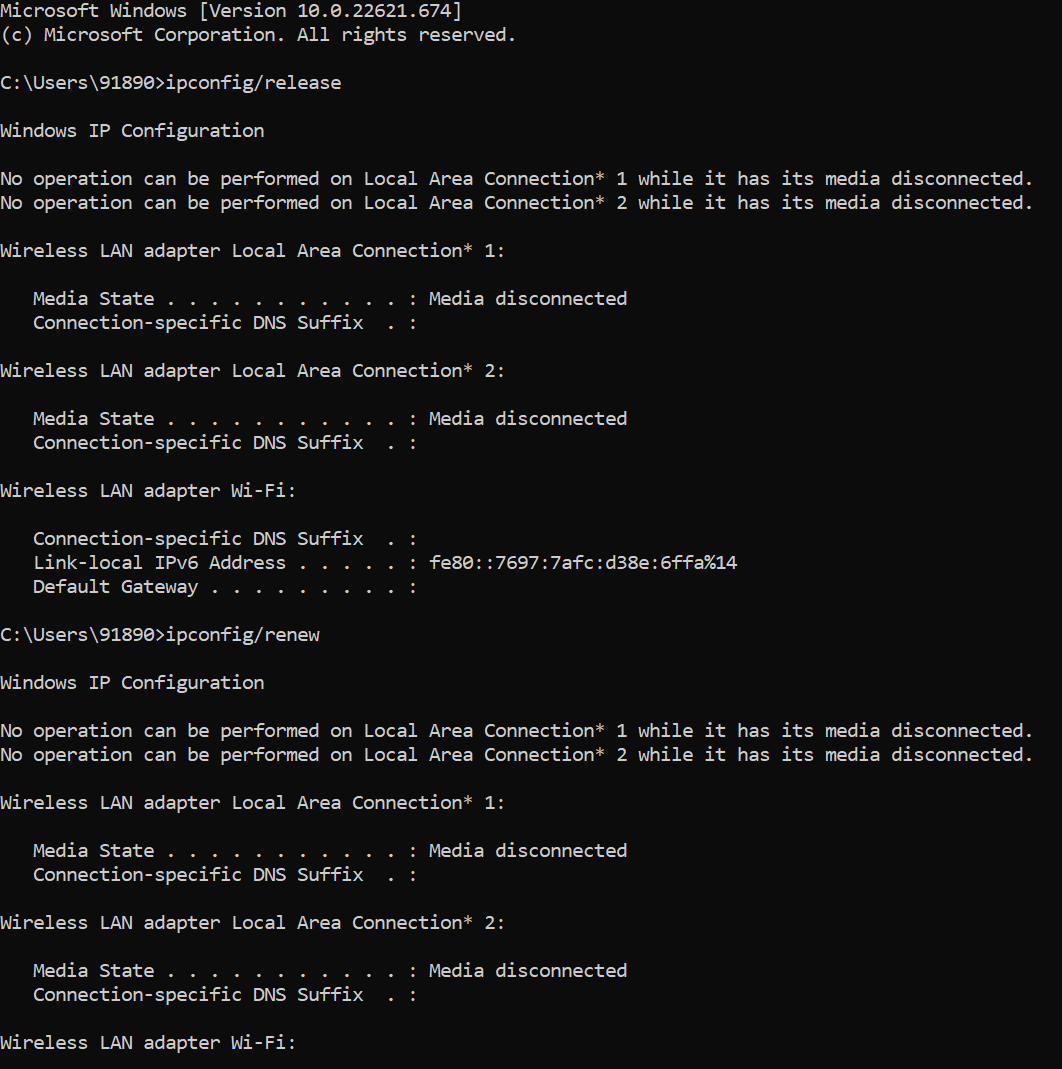 Microsoft Windows [Version 10.0.22621.674]
(c) Microsoft Corporation. All rights reserved.
C:\Users\91890>ipconfig/release
Windows IP Configuration
No operation can be performed on Local Area Connection* 1 while it has its media disconnected.
No operation can be performed on Local Area Connection* 2 while it has its media disconnected.
Wireless LAN adapter Local Area Connection* 1:
   Media State . . . . . . . . . . . : Media disconnected
   Connection-specific DNS Suffix  . :
Wireless LAN adapter Local Area Connection* 2:
   Media State . . . . . . . . . . . : Media disconnected
   Connection-specific DNS Suffix  . :
Wireless LAN adapter Wi-Fi:
   Connection-specific DNS Suffix  . :
   Link-local IPv6 Address . . . . . : fe80::7697:7afc:d38e:6ffa%14
   Default Gateway . . . . . . . . . :
C:\Users\91890>ipconfig/renew
Windows IP Configuration
No operation can be performed on Local Area Connection* 1 while it has its media disconnected.
No operation can be performed on Local Area Connection* 2 while it has its media disconnected.
Wireless LAN adapter Local Area Connection* 1:
   Media State . . . . . . . . . . . : Media disconnected
   Connection-specific DNS Suffix  . :
Wireless LAN adapter Local Area Connection* 2:
   Media State . . . . . . . . . . . : Media disconnected
   Connection-specific DNS Suffix  . :
Wireless LAN adapter Wi-Fi: